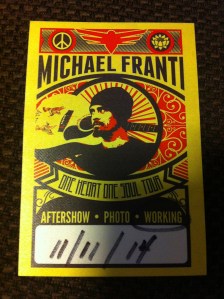 MICHAEL FRANTI
ONE HEART ONE SOUL TOUR
AFTERSHOW • PHOTO • WORKING
11/11/14